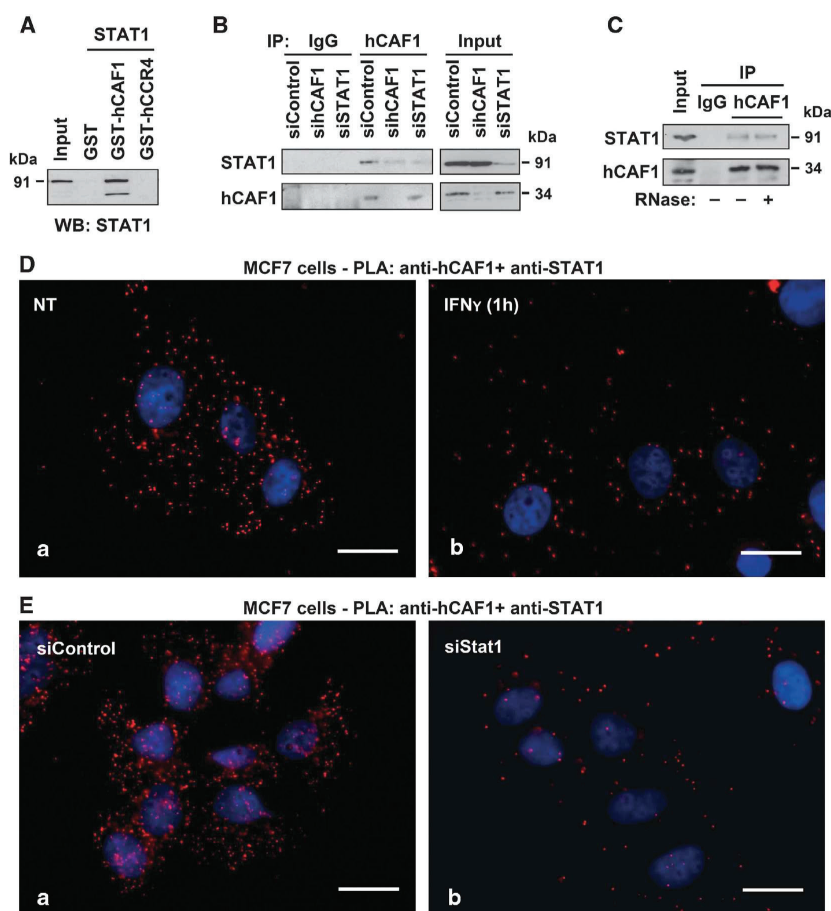 A
STAT1
Input
GST
GST-hCAF1
GST-hCCR4
kDa
91
WB: STAT1
B
IP: IgG hCAF1 Input
siControl
sihCAF1
siSTAT1
siControl
sihCAF1
siSTAT1
siControl
sihCAF1
siSTAT1
kDa
STAT1 91
hCAF1 34
C
IP
Input
IgG hCAF1
kDa
STAT1 91
hCAF1 34
RNase: – – +
D
MCF7 cells - PLA: anti-hCAF1+ anti-STAT1
NT
a
IFNγ (1h)
b
E
MCF7 cells - PLA: anti-hCAF1+ anti-STAT1
siControl
a
siStat1
b